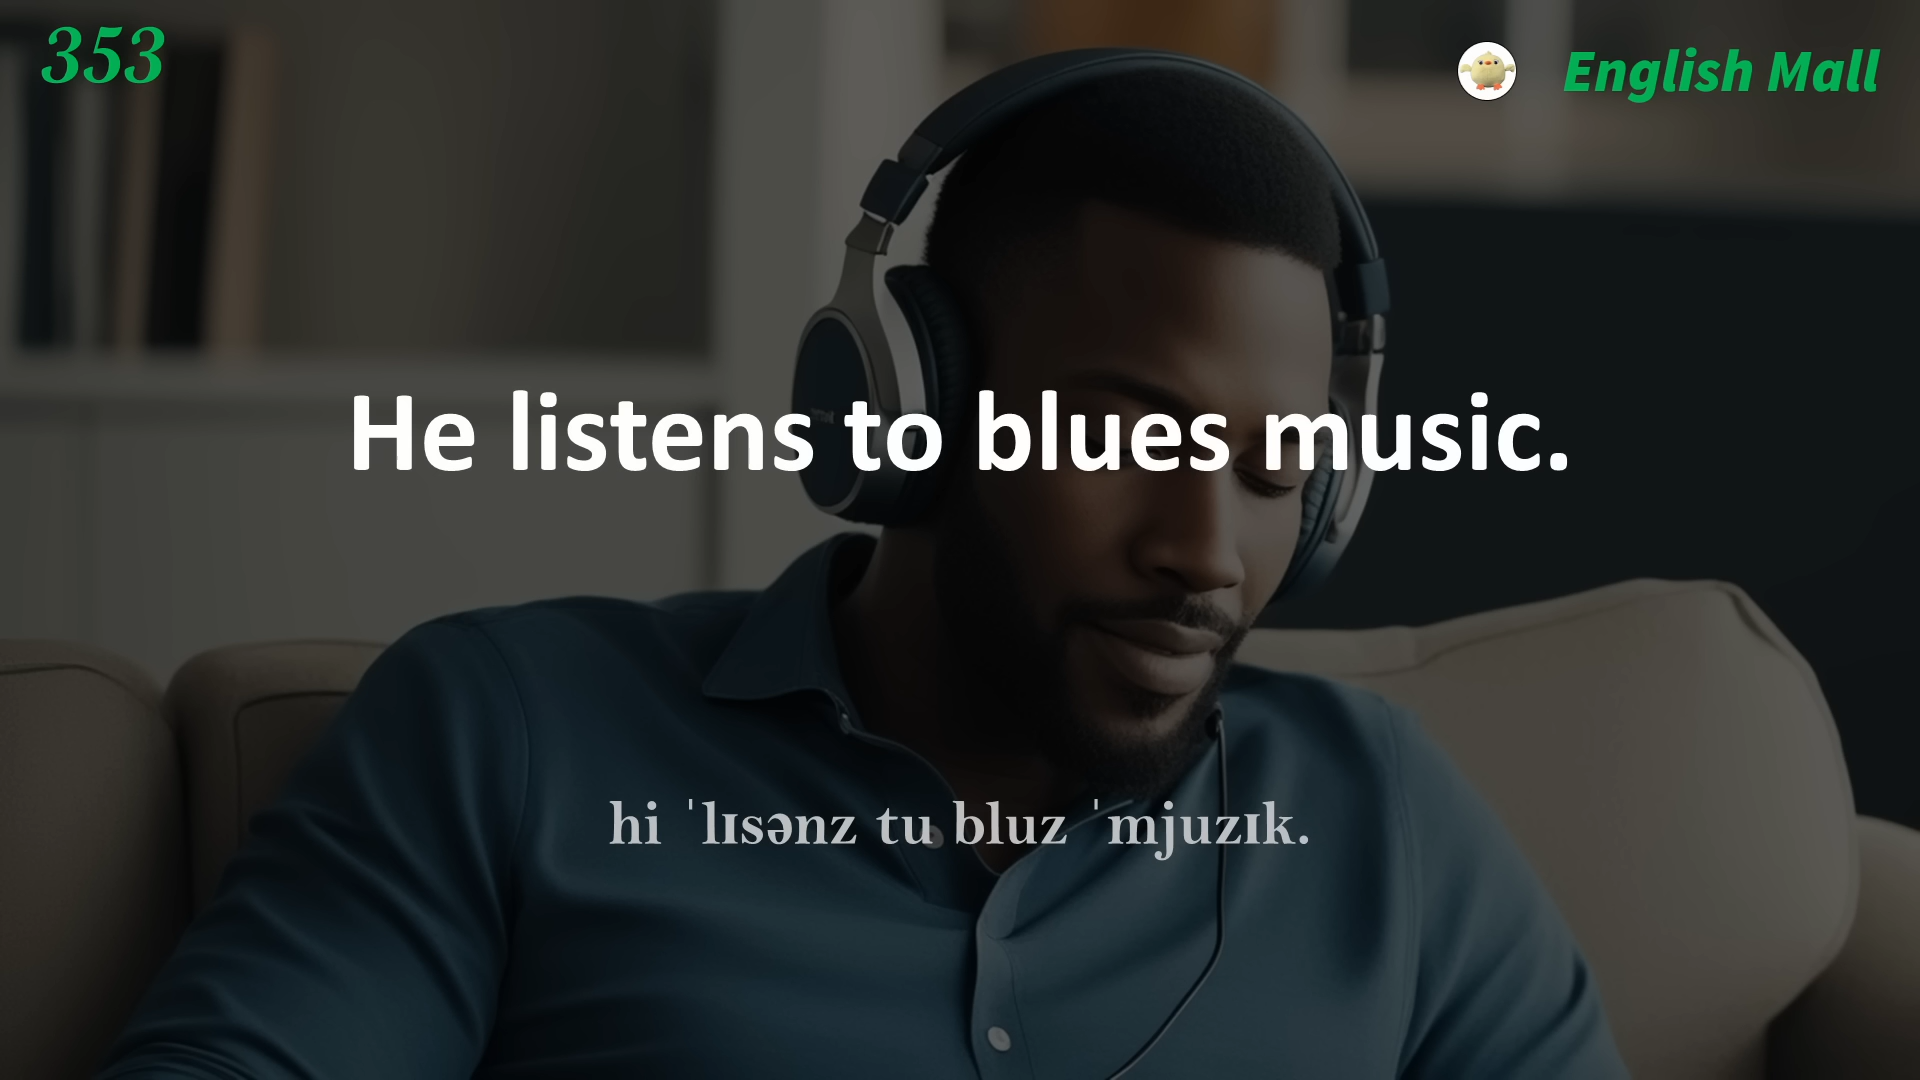 353
English Mall
He listens to blues music.
hi ˈlɪsənz tu bluz ˈmjuzɪk.